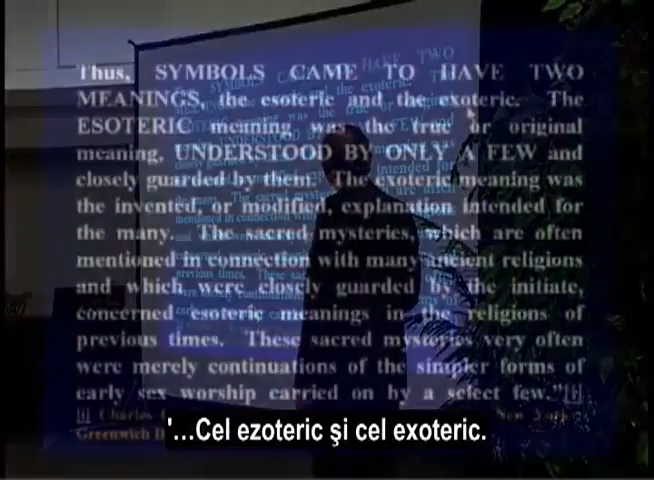 Thus, SYMBOLS CAME TO HAVE TWO
MEANINGS, the esoteric and the exoteric. The
ESOTERIC meaning was the true or original
meaning, UNDERSTOOD BY ONLY A FEW and
closely guarded by them. The exoteric meaning was
the invented, or modified, explanation intended for
the many. The sacred mysteries, which are often
mentioned in connection with many ancient religions
and which were closely guarded by the initiate,
concerned esoteric meanings in the religions of
previous times. These sacred mysteries very often
were merely continuations of the simpler forms of
early sex worship carried on by a select few."[i]
[i] Charles
New York:
Greenwich
'...Cel ezoteric şi cel exoteric.